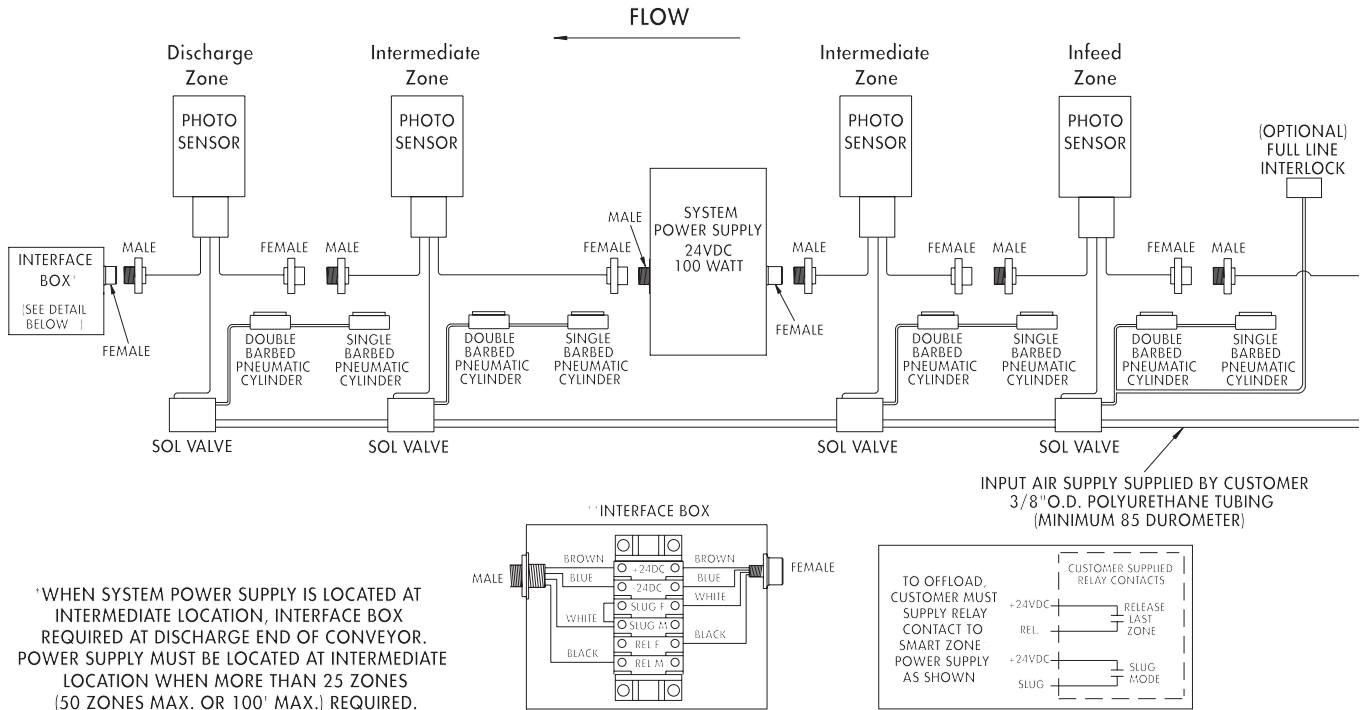 FLOW
Discharge
Zone
Intermediate
Zone
Intermediate
Zone
Infeed
Zone
PHOTO
SENSOR
PHOTO
SENSOR
PHOTO
SENSOR
PHOTO
SENSOR
(OPTIONAL)
FULL LINE
INTERLOCK
INTERFACE
BOX*
(SEE DETAIL
BELOW )
FEMALE
MALE
FEMALE
MALE
FEMALE
MALE
SYSTEM
POWER SUPPLY
24VDC
100 WATT
FEMALE
MALE
FEMALE
MALE
FEMALE
MALE
DOUBLE
BARBED
PNEUMATIC
CYLINDER
SINGLE
BARBED
PNEUMATIC
CYLINDER
DOUBLE
BARBED
PNEUMATIC
CYLINDER
SINGLE
BARBED
PNEUMATIC
CYLINDER
DOUBLE
BARBED
PNEUMATIC
CYLINDER
SINGLE
BARBED
PNEUMATIC
CYLINDER
DOUBLE
BARBED
PNEUMATIC
CYLINDER
SINGLE
BARBED
PNEUMATIC
CYLINDER
SOL VALVE
SOL VALVE
SOL VALVE
SOL VALVE
INPUT AIR SUPPLY SUPPLIED BY CUSTOMER
3/8"O.D. POLYURETHANE TUBING
(MINIMUM 85 DUROMETER)
*WHEN SYSTEM POWER SUPPLY IS LOCATED AT
INTERMEDIATE LOCATION, INTERFACE BOX
REQUIRED AT DISCHARGE END OF CONVEYOR.
POWER SUPPLY MUST BE LOCATED AT INTERMEDIATE
LOCATION WHEN MORE THAN 25 ZONES
(50 ZONES MAX. OR 100' MAX.) REQUIRED.
**INTERFACE BOX
MALE
BROWN
BLUE
WHITE
BLACK
+24DC
-24DC
SLUG F
SLUG M
REL F
REL M
BROWN
BLUE
WHITE
BLACK
FEMALE
TO OFFLOAD,
CUSTOMER MUST
SUPPLY RELAY
CONTACT TO
SMART ZONE
POWER SUPPLY
AS SHOWN
CUSTOMER SUPPLIED
RELAY CONTACTS
+24VDC
REL.
RELEASE
LAST
ZONE
+24VDC
SLUG
SLUG
MODE